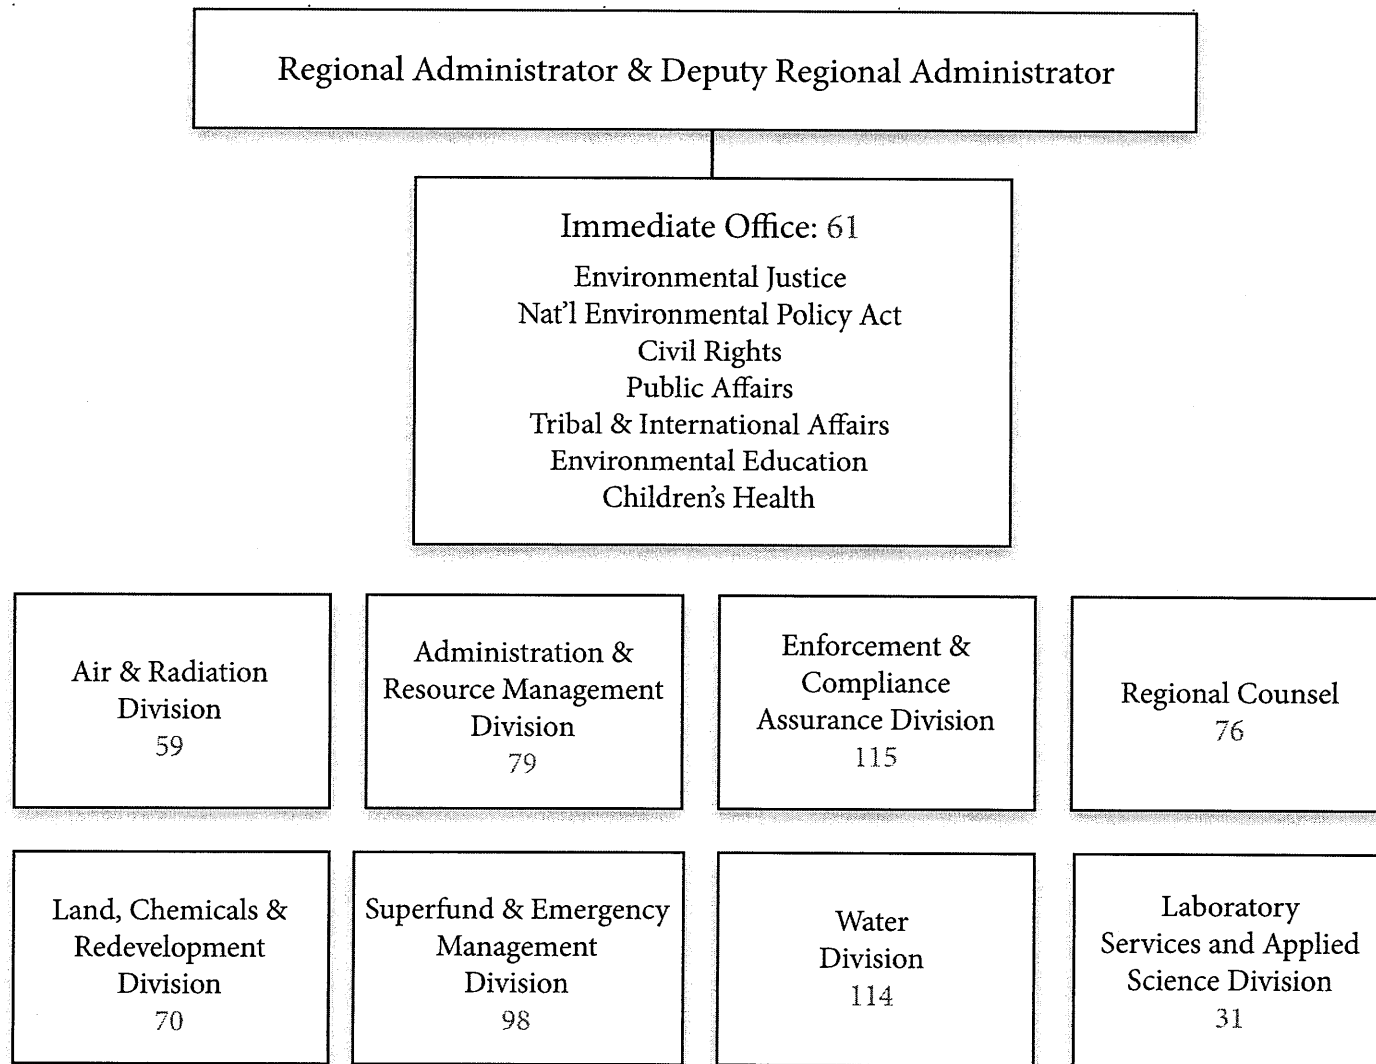 Regional Administrator & Deputy Regional Administrator
Immediate Office: 61
Environmental Justice
Nat'l Environmental Policy Act
Civil Rights
Public Affairs
Tribal & International Affairs
Environmental Education
Children's Health
Air & Radiation
Division
59
Administration &
Resource Management
Division
79
Enforcement &
Compliance
Assurance Division
115
Regional Counsel
76
Land, Chemicals &
Redevelopment
Division
70
Superfund & Emergency
Management
Division
98
Water
Division
114
Laboratory
Services and Applied
Science Division
31